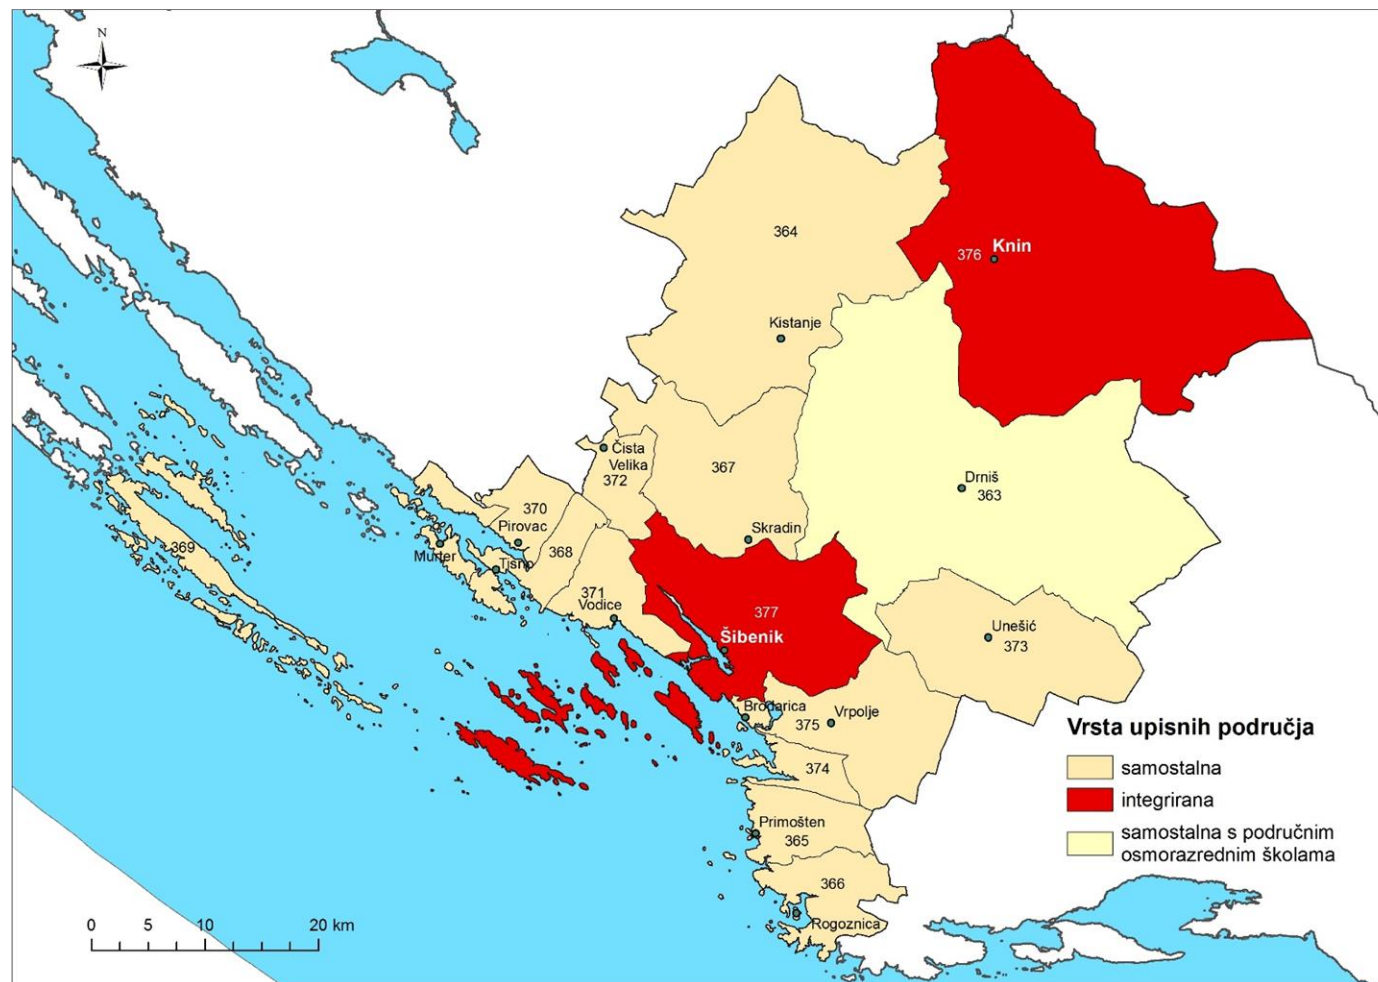 N
364
376
Knin
Kistanje
Čista
Velika
372
367
Drniš
363
370
Pirovac
Skradin
369
Murter
368
Tisno
371
Vodice
377
Šibenik
Unešić
373
Brodarica
375
Vrpolje
374
Primošten
365
366
Rogoznica
Vrsta upisnih područja
samostalna
integrirana
samostalna s područnim
osmorazrednim školama
0 5 10 20 km